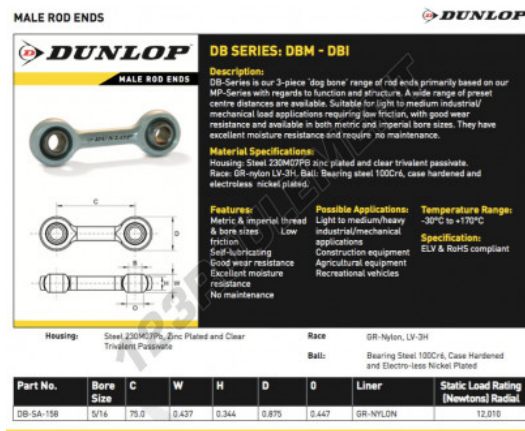 MALE ROD ENDS
DUNLOP
DUNLOP
MALE ROD ENDS
DUNLOP
DB SERIES: DBM - DBI
Description:
DB-Series is our 3-piece 'dog bone' range of rod ends primarily based on our
MP-Series with regards to function and structure. A wide range of preset
centre distances are available. Suitable for light to medium industrial/
mechanical load applications requiring low friction, with good wear
resistance and available in both metric and imperial bore sizes. They have
excellent moisture resistance and require no maintenance.
Material Specifications:
Housing: Steel 230M07PB zinc plated and clear trivalent passivate.
Race: GR-nylon LV-3H. Ball: Bearing steel 100Cr6, case hardened and
electroless nickel plated.
Features:
Metric & imperial thread
& bore sizes Low
friction
Self-lubricating
Good wear resistance
Excellent moisture
resistance
No maintenance
Possible Applications:
Light to medium/heavy
industrial/mechanical
applications
Construction equipment
Agricultural equipment
Recreational vehicles
Temperature Range:
-30°C to +170°C
Specification:
ELV & RoHS compliant
C
D
B
H W
O
Housing: Steel 230M07Pb, Zinc Plated and Clear
Trivalent Passivate
Race GR-Nylon, LV-3H
Ball: Bearing Steel 100Cr6, Case Hardened
and Electro-less Nickel Plated
Part No. Bore Size C W H D 0 Liner Static Load Rating (Newtons) Radial
DB-SA-158 5/16 75.0 0.437 0.344 0.875 0.447 GR-NYLON 12,010